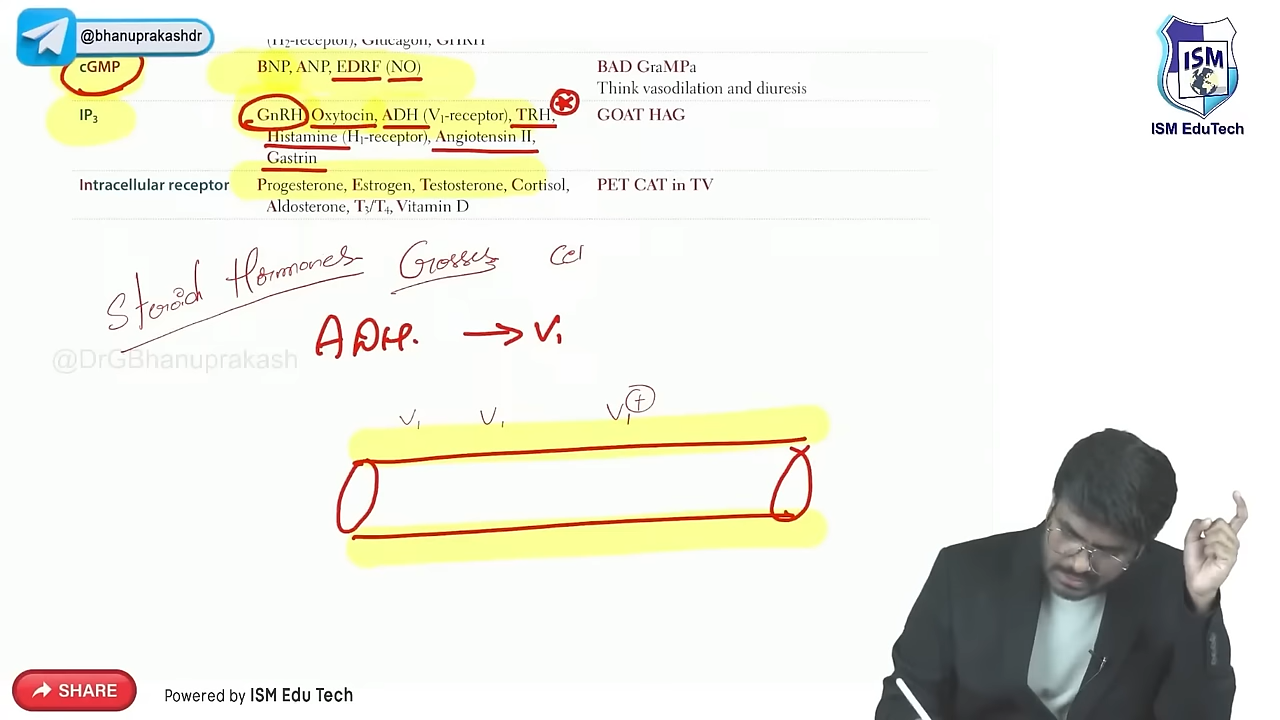 @bhanuprakashdr
(H₂-receptor), Glucagon, GHRH
cGMP BNP, ANP, EDRF (NO) BAD GraMPa
Think vasodilation and diuresis
ISM
ISM EduTech
IP₃ GnRH, Oxytocin, ADH (V₁-receptor), TRH, GOAT HAG
Histamine (H₁-receptor), Angiotensin II,
Gastrin
Intracellular receptor Progesterone, Estrogen, Testosterone, Cortisol, PET CAT in TV
Aldosterone, T₃/T₄, Vitamin D
Steroid Hormones Crosses cel
ADH. → V₁
@DrGBhanuprakash
V₁ V₁ V₁ +
SHARE
Powered by ISM Edu Tech